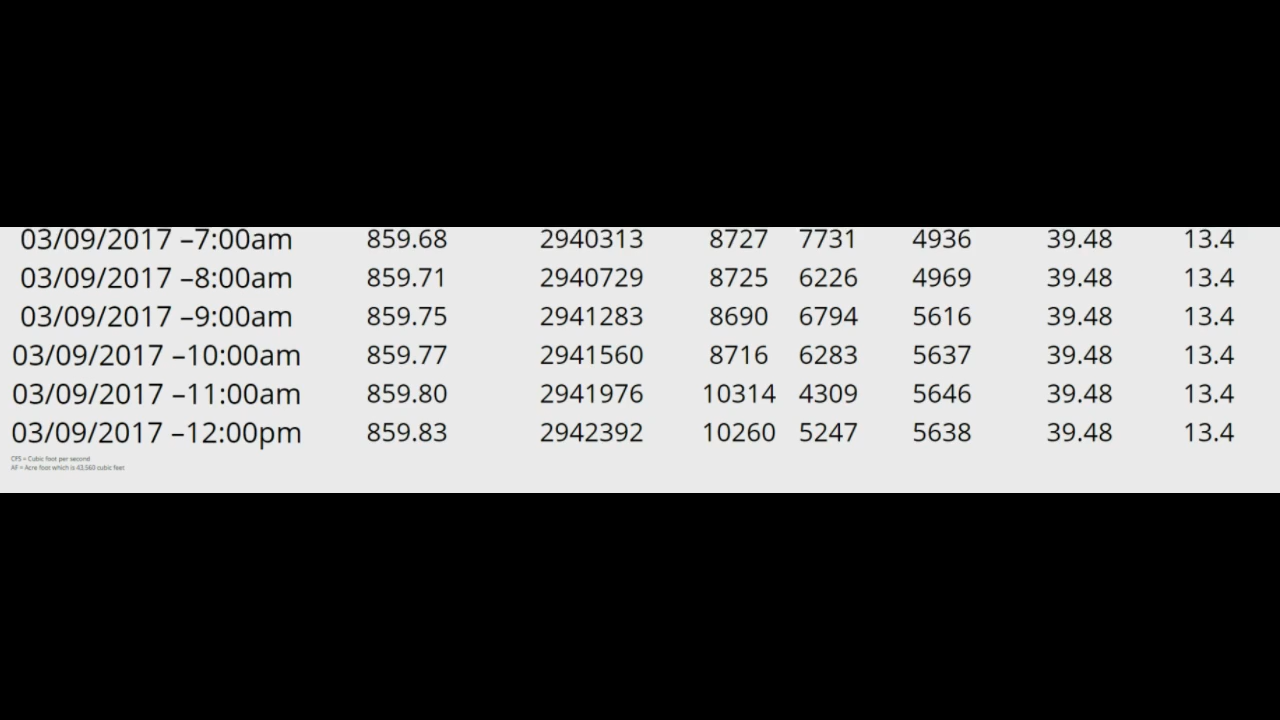 03/09/2017 –7:00am 859.68 2940313 8727 7731 4936 39.48 13.4
03/09/2017 –8:00am 859.71 2940729 8725 6226 4969 39.48 13.4
03/09/2017 –9:00am 859.75 2941283 8690 6794 5616 39.48 13.4
03/09/2017 –10:00am 859.77 2941560 8716 6283 5637 39.48 13.4
03/09/2017 –11:00am 859.80 2941976 10314 4309 5646 39.48 13.4
03/09/2017 –12:00pm 859.83 2942392 10260 5247 5638 39.48 13.4
CFS = Cubic foot per second
AF = Acre foot which is 43,560 cubic feet